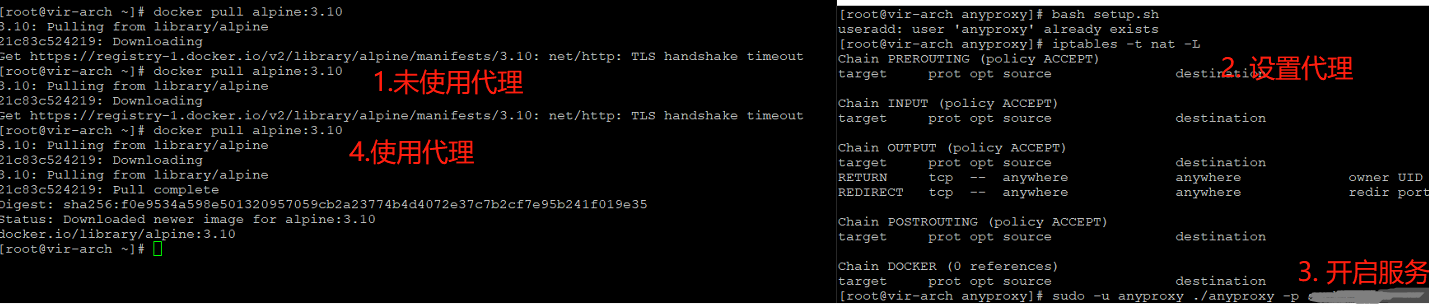 [root@vir-arch ~]# docker pull alpine:3.10
3.10: Pulling from library/alpine
21c83c524219: Downloading
Get https://registry-1.docker.io/v2/library/alpine/manifests/3.10: net/http: TLS handshake timeout
[root@vir-arch ~]# docker pull alpine:3.10
3.10: Pulling from library/alpine
21c83c524219: Downloading
Get https://registry-1.docker.io/v2/library/alpine/manifests/3.10: net/http: TLS handshake timeout
[root@vir-arch ~]# docker pull alpine:3.10
3.10: Pulling from library/alpine
21c83c524219: Downloading
3.10: Pulling from library/alpine
21c83c524219: Pull complete
Digest: sha256:f0e9534a598e501320957059cb2a23774b4d4072e37c7b2cf7e95b241f019e35
Status: Downloaded newer image for alpine:3.10
docker.io/library/alpine:3.10
[root@vir-arch ~]#
1.未使用代理
4.使用代理
[root@vir-arch anyproxy]# bash setup.sh
useradd: user 'anyproxy' already exists
[root@vir-arch anyproxy]# iptables -t nat -L
Chain PREROUTING (policy ACCEPT)
target prot opt source destination
Chain INPUT (policy ACCEPT)
target prot opt source destination
Chain OUTPUT (policy ACCEPT)
target prot opt source destination
RETURN tcp -- anywhere anywhere owner UID
REDIRECT tcp -- anywhere anywhere redir port
Chain POSTROUTING (policy ACCEPT)
target prot opt source destination
Chain DOCKER (0 references)
target prot opt source destination
[root@vir-arch anyproxy]# sudo -u anyproxy ./anyproxy -p
2. 设置代理
3. 开启服务